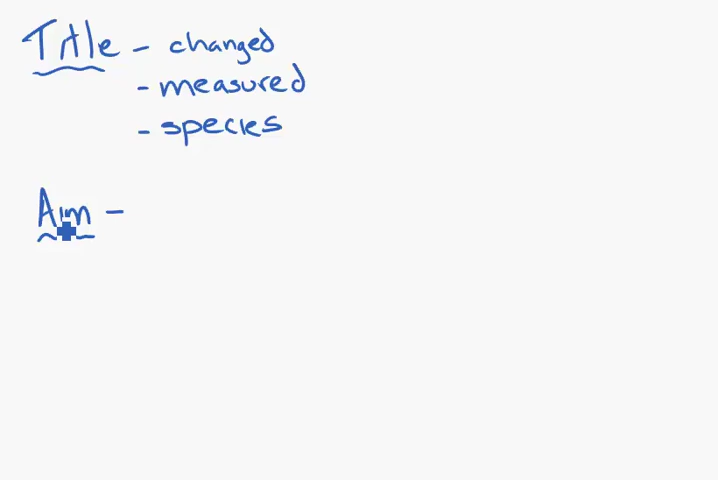 Title - changed
- measured
- species
Aim -